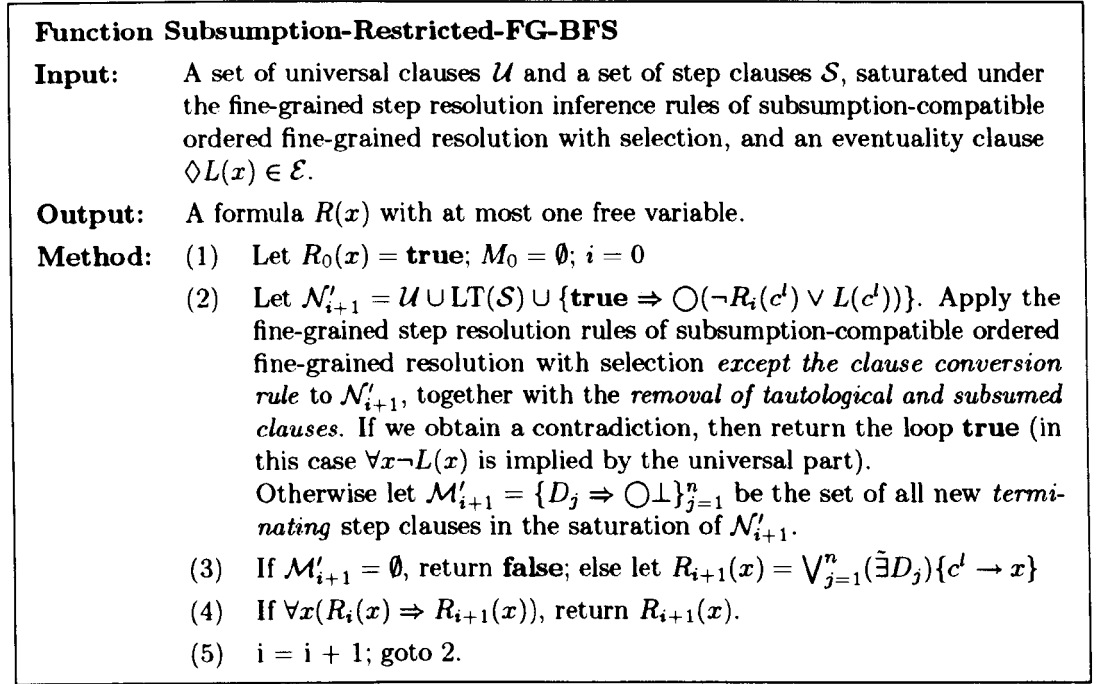 Function Subsumption-Restricted-FG-BFS
Input: A set of universal clauses 𝒰 and a set of step clauses 𝒮, saturated under
the fine-grained step resolution inference rules of subsumption-compatible
ordered fine-grained resolution with selection, and an eventuality clause
◊L(x) ∈ ℰ.
Output: A formula R(x) with at most one free variable.
Method: (1) Let R₀(x) = true; M₀ = ∅; i = 0
(2) Let 𝒩′ᵢ₊₁ = 𝒰 ∪ LT(𝒮) ∪ {true ⇒ ○(¬Rᵢ(cˡ) ∨ L(cˡ))}. Apply the
fine-grained step resolution rules of subsumption-compatible ordered
fine-grained resolution with selection except the clause conversion
rule to 𝒩′ᵢ₊₁, together with the removal of tautological and subsumed
clauses. If we obtain a contradiction, then return the loop true (in
this case ∀x¬L(x) is implied by the universal part).
Otherwise let ℳ′ᵢ₊₁ = {Dⱼ ⇒ ○⊥}ⁿⱼ₌₁ be the set of all new termi-
nating step clauses in the saturation of 𝒩′ᵢ₊₁.
(3) If ℳ′ᵢ₊₁ = ∅, return false; else let Rᵢ₊₁(x) = ⋁ⁿⱼ₌₁(∃̃Dⱼ){cˡ → x}
(4) If ∀x(Rᵢ(x) ⇒ Rᵢ₊₁(x)), return Rᵢ₊₁(x).
(5) i = i + 1; goto 2.